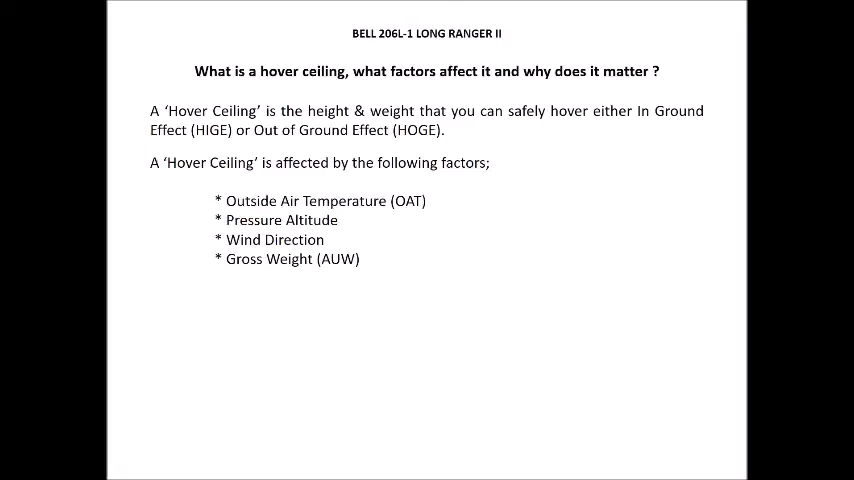 BELL 206L-1 LONG RANGER II
What is a hover ceiling, what factors affect it and why does it matter ?
A ‘Hover Ceiling’ is the height & weight that you can safely hover either In Ground
Effect (HIGE) or Out of Ground Effect (HOGE).
A ‘Hover Ceiling’ is affected by the following factors;
* Outside Air Temperature (OAT)
* Pressure Altitude
* Wind Direction
* Gross Weight (AUW)